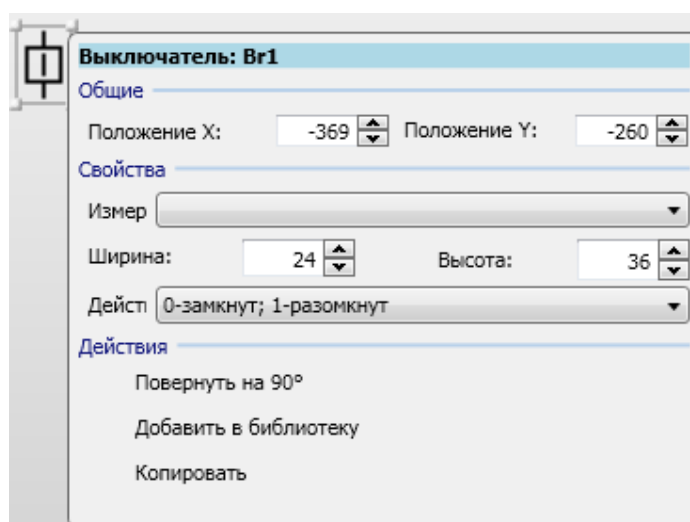 Выключатель: Br1
Общие
Положение X: -369 Положение Y: -260
Свойства
Измер
Ширина: 24 Высота: 36
Дейст 0-замкнут; 1-разомкнут
Действия
Повернуть на 90°
Добавить в библиотеку
Копировать